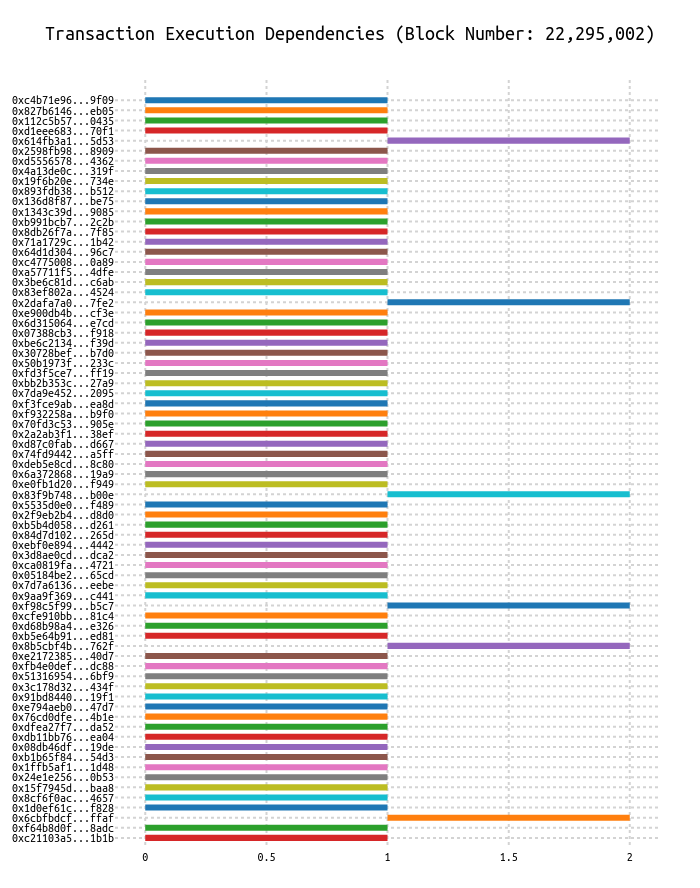 Transaction Execution Dependencies (Block Number: 22,295,002)
0xc4b71e96...9f09
0x827b6146...eb05
0x112c5b57...0435
0xd1eee683...70f1
0x614fb3a1...5d53
0x2598fb98...8909
0xd5556578...4362
0x4a13de0c...319f
0x19f6b20e...734e
0x893fdb38...b512
0x136d8f87...be75
0x1343c39d...9085
0xb991bcb7...2c2b
0x8db26f7a...7f85
0x71a1729c...1b42
0x64d1d304...96c7
0xc4775008...0a89
0xa57711f5...4dfe
0x3be6c81d...c6ab
0x83ef802a...4524
0x2dafa7a0...7fe2
0xe900db4b...cf3e
0x6d315064...e7cd
0x07388cb3...f918
0xbe6c2134...f39d
0x30728bef...b7d0
0x50b1973f...233c
0xfd3f5ce7...ff19
0xbb2b353c...27a9
0x7da9e452...2095
0xf3fce9ab...ea8d
0xf932258a...b9f0
0x70fd3c53...905e
0x2a2ab3f1...38ef
0xd87c0fab...d667
0x74fd9442...a5ff
0xdeb5e8cd...8c80
0x6a372868...19a9
0xe0fb1d20...f949
0x83f9b748...b00e
0x5535d0e0...f489
0x2f9eb2b4...d8d0
0xb5b4d058...d261
0x84d7d102...265d
0xebf0e894...4442
0x3d8ae0cd...dca2
0xca0819fa...4721
0x05184be2...65cd
0x7d7a6136...eebe
0x9aa9f369...c441
0xf98c5f99...b5c7
0xcfe910bb...81c4
0xd68b98a4...e326
0xb5e64b91...ed81
0x8b5cbf4b...762f
0xe2172385...40d7
0xfb4e0def...dc88
0x51316954...6bf9
0x3c178d32...434f
0x91bd8440...19f1
0xe794aeb0...47d7
0x76cd0dfe...4b1e
0xdfea27f7...da52
0xdb11bb76...ea04
0x08db46df...19de
0xb1b65f84...54d3
0x1ffb5af1...1d48
0x24e1e256...0b53
0x15f7945d...baa8
0x8cf6f0ac...4657
0x1d0ef61c...f828
0x6cbfbdcf...ffaf
0xf64b8d0f...8adc
0xc21103a5...1b1b
0 0.5 1 1.5 2